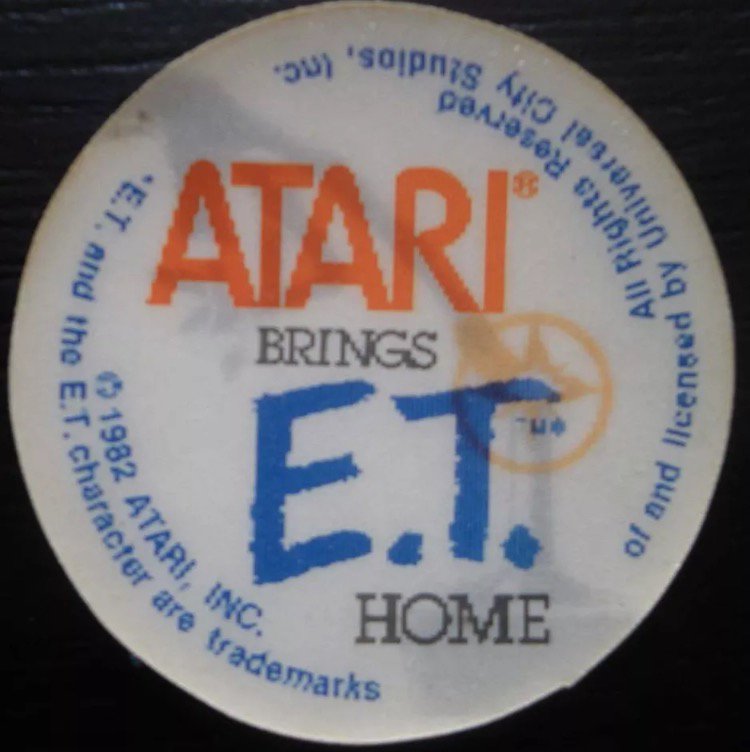 ATARI®
BRINGS
E.T.
HOME
© 1982 ATARI, INC.
All Rights Reserved
*E.T. and the E.T. character are trademarks
of and licensed by Universal City Studios, Inc.